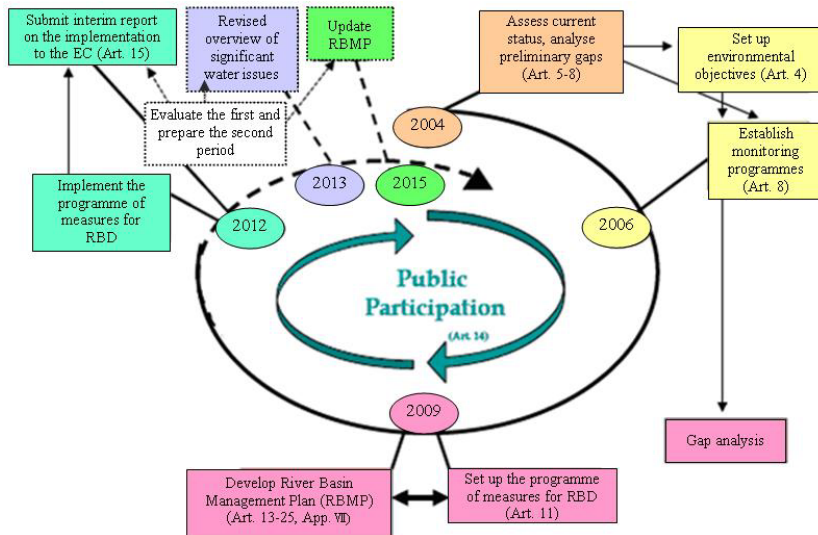 Submit interim report
on the implementation
to the EC (Art. 15)
Revised
overview of
significant
water issues
Update
RBMP
Assess current
status, analyse
preliminary gaps
(Art. 5-8)
Set up
environmental
objectives (Art. 4)
Evaluate the first and
prepare the second
period
2004
Establish
monitoring
programmes
(Art. 8)
Implement the
programme of
measures for
RBD
2013
2015
2012
2006
Public
Participation
(Art. 14)
2009
Gap analysis
Develop River Basin
Management Plan (RBMP)
(Art. 13-25, App. VII)
Set up the programme
of measures for RBD
(Art. 11)